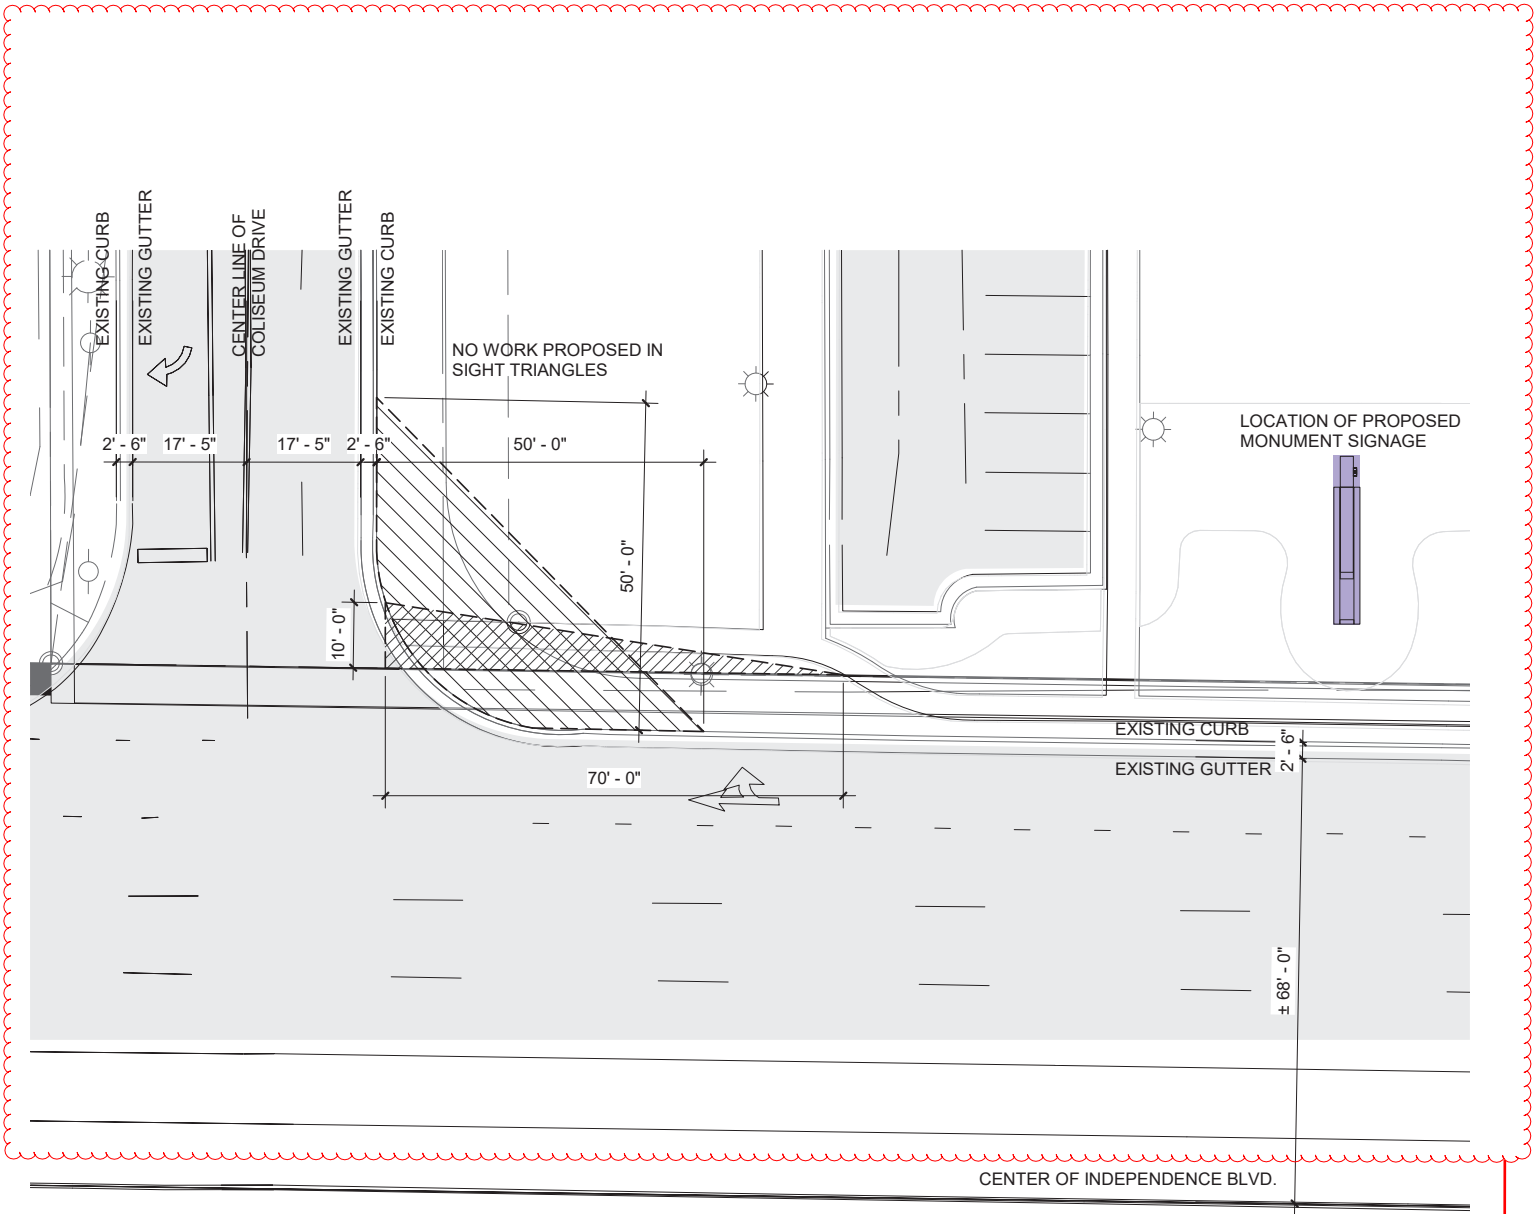 EXISTING CURB
EXISTING GUTTER
CENTER LINE OF
COLISEUM DRIVE
EXISTING GUTTER
EXISTING CURB
NO WORK PROPOSED IN
SIGHT TRIANGLES
LOCATION OF PROPOSED
MONUMENT SIGNAGE
2' - 6"
17' - 5"
17' - 5"
2' - 6"
50' - 0"
50' - 0"
10' - 0"
EXISTING CURB
2' - 6"
EXISTING GUTTER
70' - 0"
± 68' - 0"
CENTER OF INDEPENDENCE BLVD.